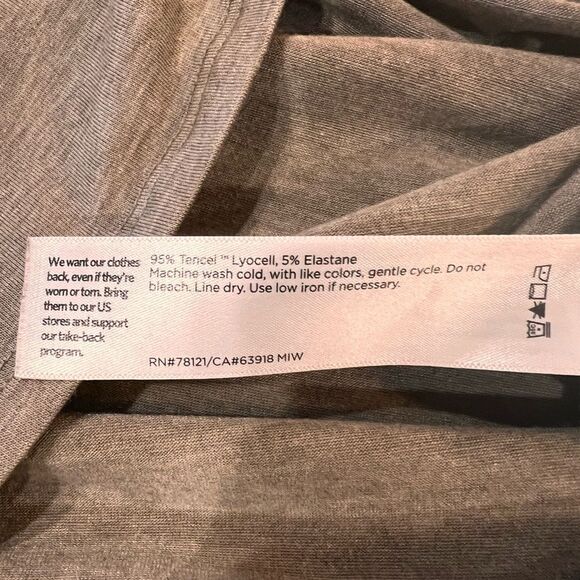 We want our clothes
back, even if they're
worn or torn. Bring
them to our US
stores and support
our take-back
program.
95% Tencel™ Lyocell, 5% Elastane
Machine wash cold, with like colors, gentle cycle. Do not
bleach. Line dry. Use low iron if necessary.
RN#78121/CA#63918 MIW